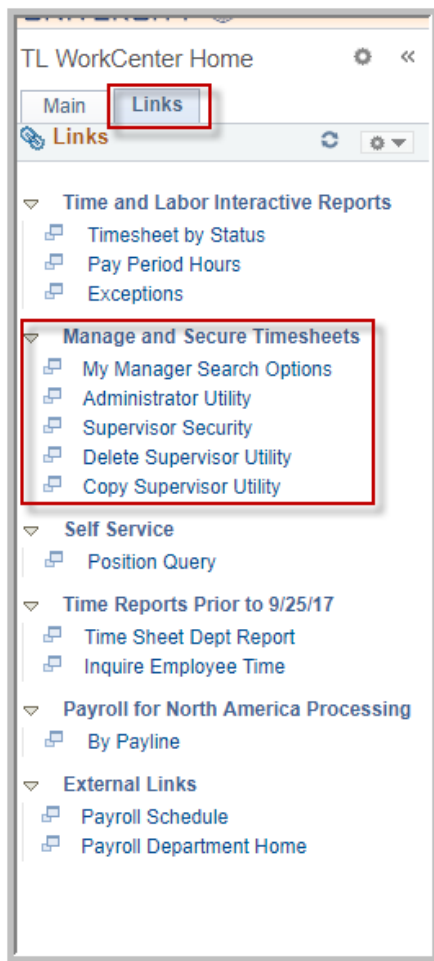 TL WorkCenter Home
Main Links
Links
Time and Labor Interactive Reports
Timesheet by Status
Pay Period Hours
Exceptions
Manage and Secure Timesheets
My Manager Search Options
Administrator Utility
Supervisor Security
Delete Supervisor Utility
Copy Supervisor Utility
Self Service
Position Query
Time Reports Prior to 9/25/17
Time Sheet Dept Report
Inquire Employee Time
Payroll for North America Processing
By Payline
External Links
Payroll Schedule
Payroll Department Home